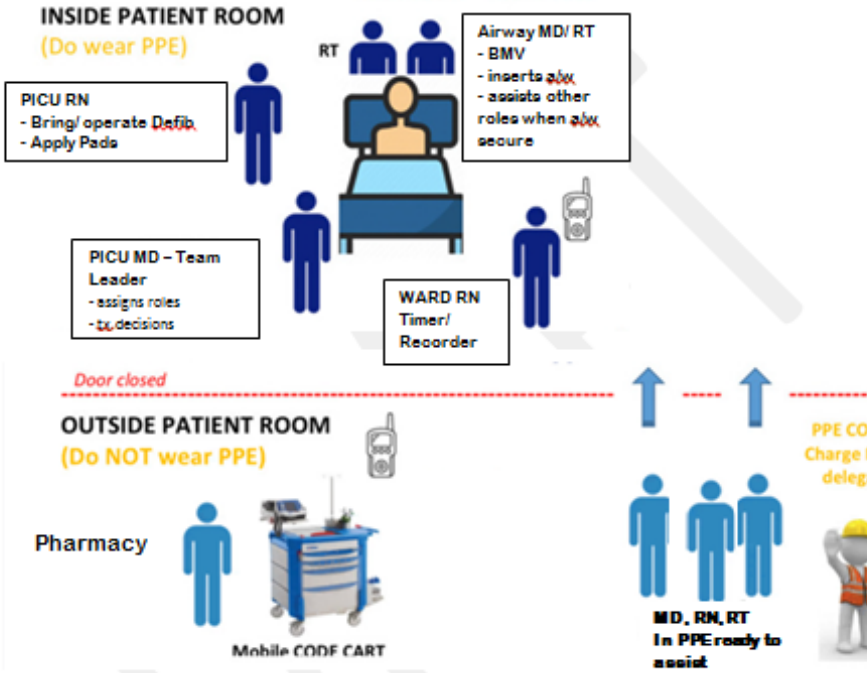 INSIDE PATIENT ROOM
(Do wear PPE)
RT
Airway MD/ RT
- BMV
- inserts a/w
- assists other
roles when a/w
secure
PICU RN
- Bring/ operate Defib
- Apply Pads
PICU MD – Team
Leader
- assigns roles
- tx decisions
WARD RN
Timer/
Recorder
Door closed
OUTSIDE PATIENT ROOM
(Do NOT wear PPE)
Pharmacy
Mobile CODE CART
MD, RN, RT
In PPE ready to
assist
PPE CO
Charge
deleg